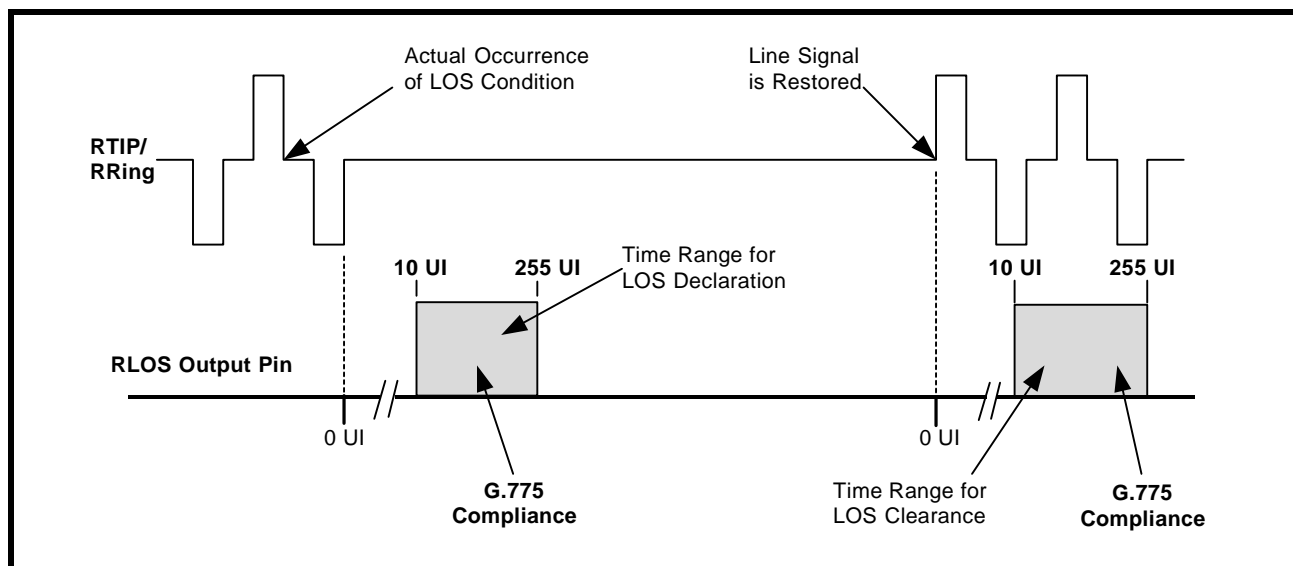 Actual Occurrence
of LOS Condition
Line Signal
is Restored
RTIP/
RRing
Time Range for
LOS Declaration
10 UI
255 UI
10 UI
255 UI
RLOS Output Pin
0 UI
0 UI
G.775
Compliance
Time Range for
LOS Clearance
G.775
Compliance